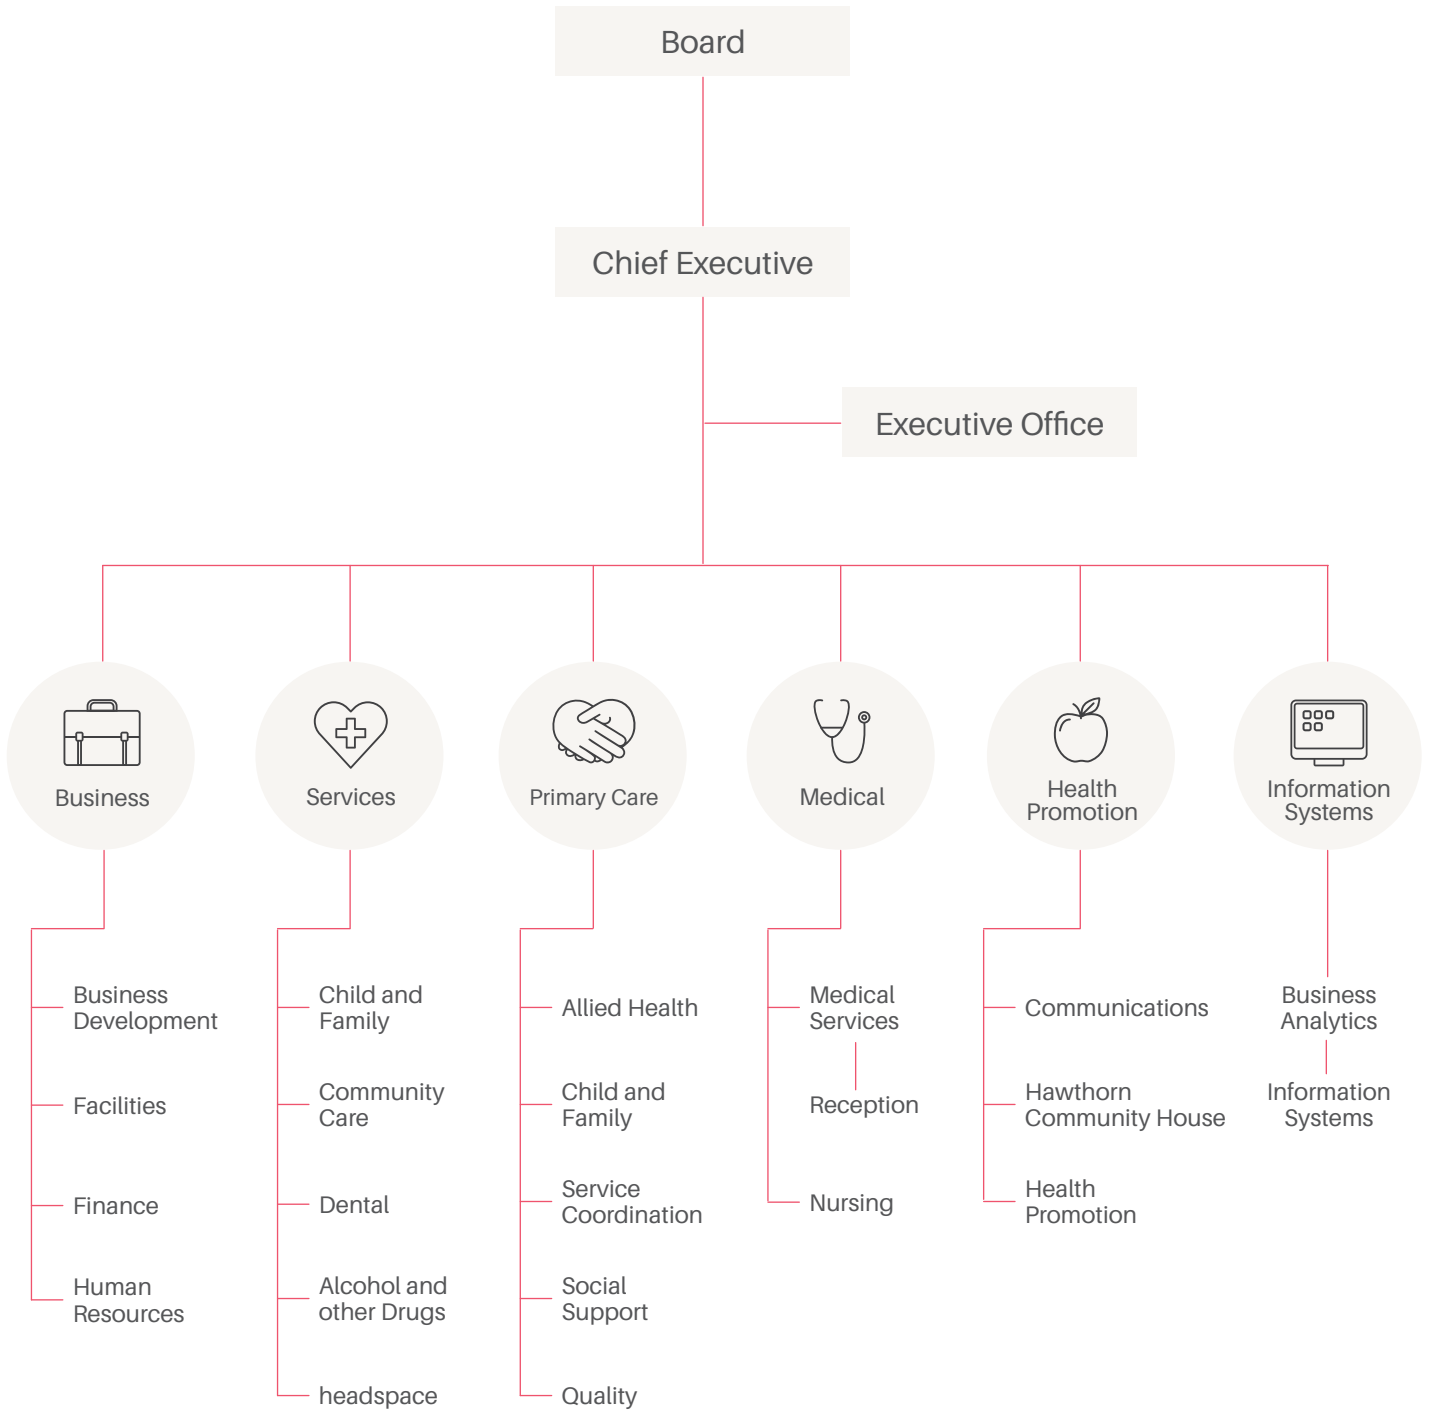 Board
Chief Executive
Executive Office
Business
Services
Primary Care
Medical
Health
Promotion
Information
Systems
Business
Development
Facilities
Finance
Human
Resources
Child and
Family
Community
Care
Dental
Alcohol and
other Drugs
headspace
Allied Health
Child and
Family
Service
Coordination
Social
Support
Quality
Medical
Services
Reception
Nursing
Communications
Hawthorn
Community House
Health
Promotion
Business
Analytics
Information
Systems